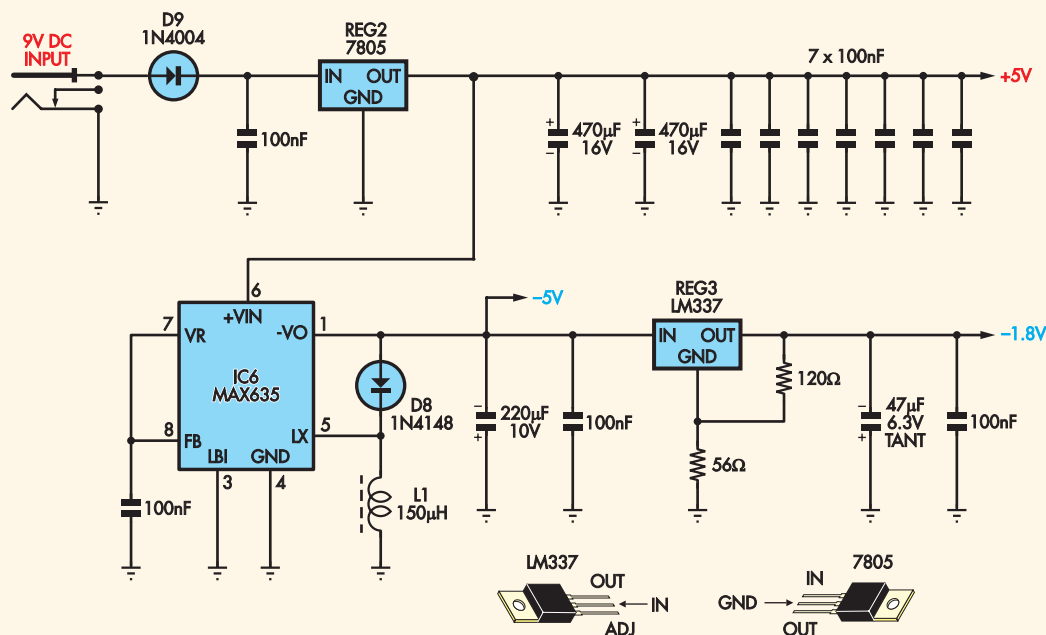 9V DC
INPUT
D9
1N4004
REG2
7805
IN OUT
GND
100nF
470µF
16V
470µF
16V
7 x 100nF
+5V
+
–
+
–
6
+VIN
7
VR
-VO
1
IC6
MAX635
8
FB
LX
5
LBI
GND
3
4
100nF
D8
1N4148
L1
150µH
–5V
–
220µF
10V
+
100nF
REG3
LM337
IN OUT
GND
120Ω
56Ω
–
47µF
6.3V
TANT
+
100nF
–1.8V
LM337
OUT
IN
ADJ
7805
IN
GND
OUT